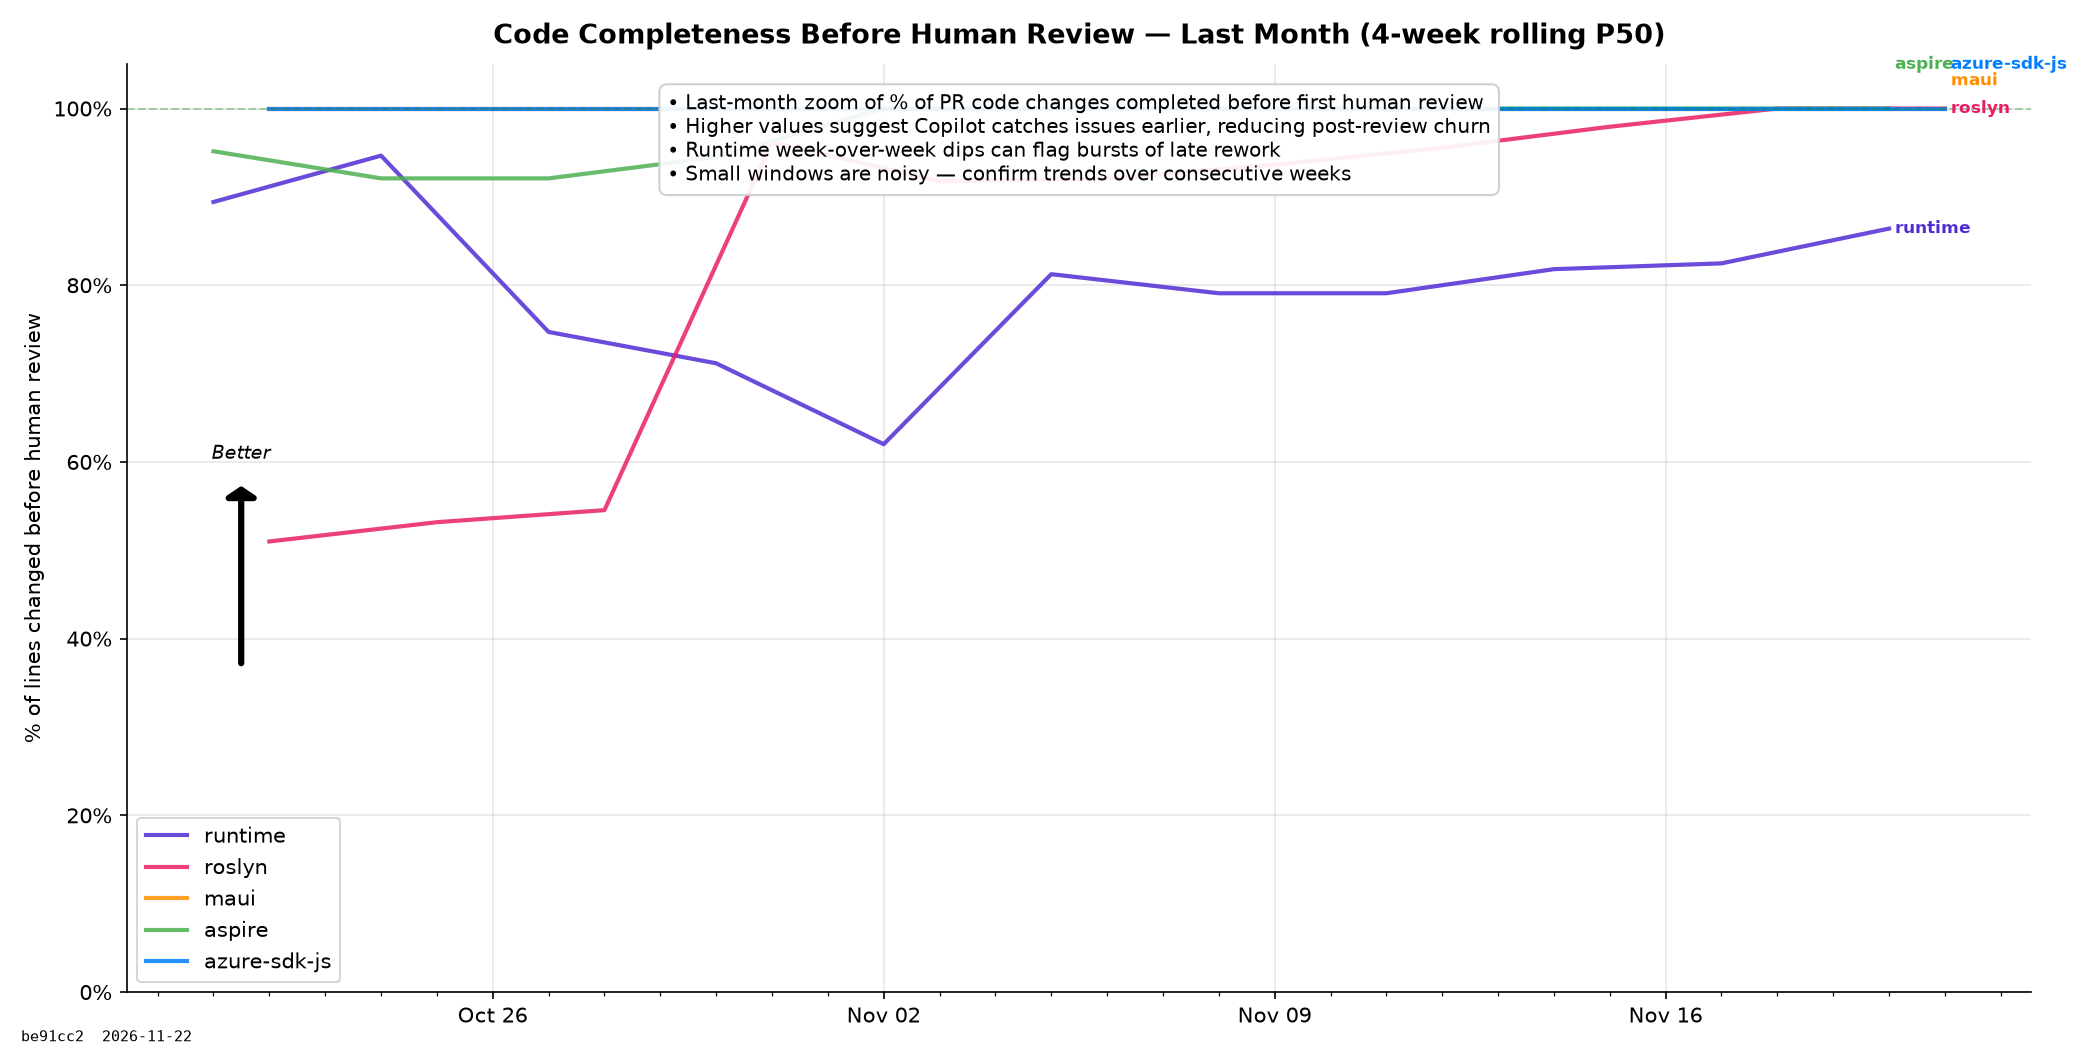 Code Completeness Before Human Review — Last Month (4-week rolling P50)
aspire
azure-sdk-js
maui
roslyn
runtime
• Last-month zoom of % of PR code changes completed before first human review
• Higher values suggest Copilot catches issues earlier, reducing post-review churn
• Runtime week-over-week dips can flag bursts of late rework
• Small windows are noisy — confirm trends over consecutive weeks
% of lines changed before human review
100%
80%
60%
40%
20%
0%
Better
runtime
roslyn
maui
aspire
azure-sdk-js
Oct 26
Nov 02
Nov 09
Nov 16
be91cc2  2026-11-22